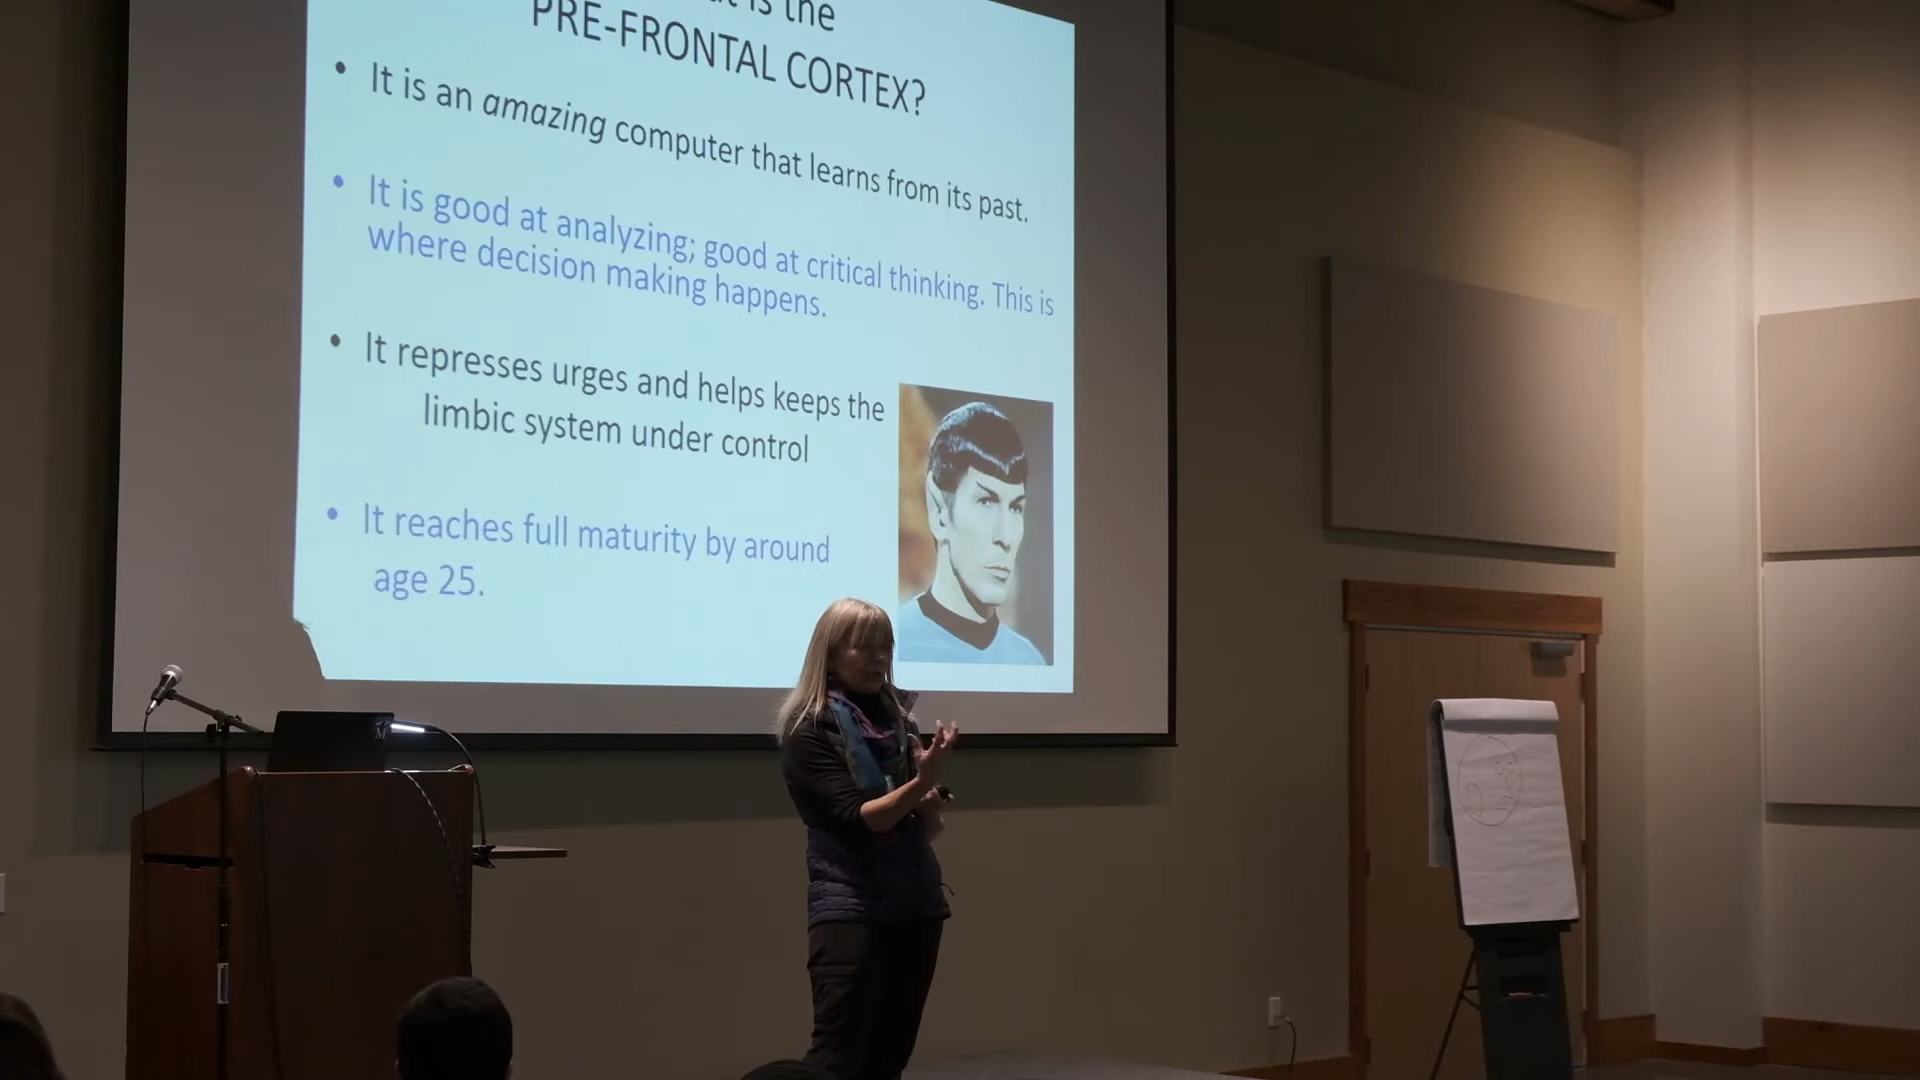 is the
PRE-FRONTAL CORTEX?
• It is an amazing computer that learns from its past.
• It is good at analyzing; good at critical thinking. This is
where decision making happens.
• It represses urges and helps keeps the
limbic system under control
• It reaches full maturity by around
age 25.